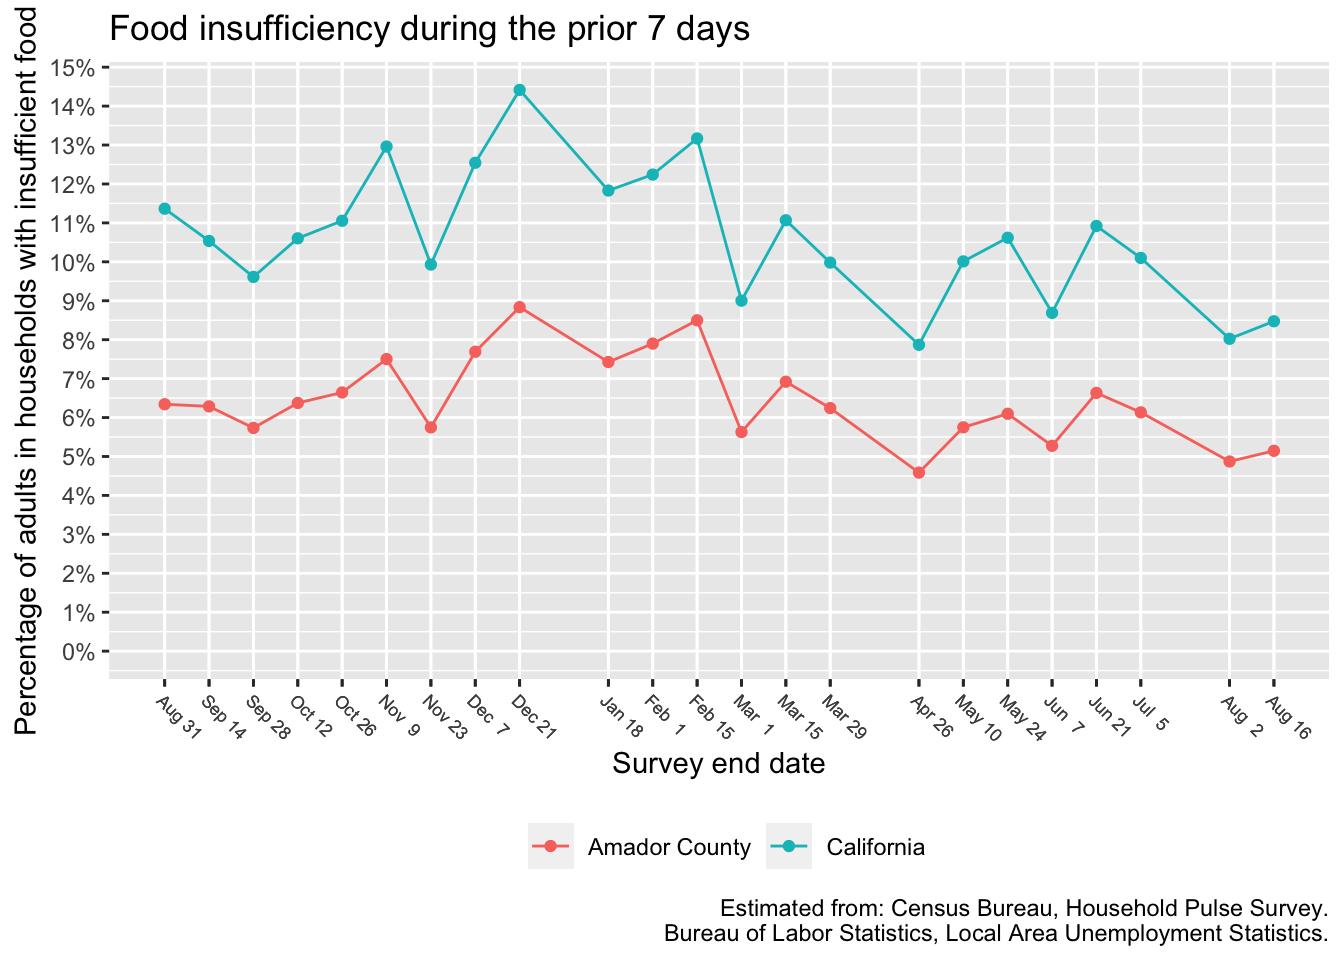 Food insufficiency during the prior 7 days
Percentage of adults in households with insufficient food
15%
14%
13%
12%
11%
10%
9%
8%
7%
6%
5%
4%
3%
2%
1%
0%
Aug 31
Sep 14
Sep 28
Oct 12
Oct 26
Nov 9
Nov 23
Dec 7
Dec 21
Jan 18
Feb 1
Feb 15
Mar 1
Mar 15
Mar 29
Apr 26
May 10
May 24
Jun 7
Jun 21
Jul 5
Aug 2
Aug 16
Survey end date
Amador County
California
Estimated from: Census Bureau, Household Pulse Survey.
Bureau of Labor Statistics, Local Area Unemployment Statistics.